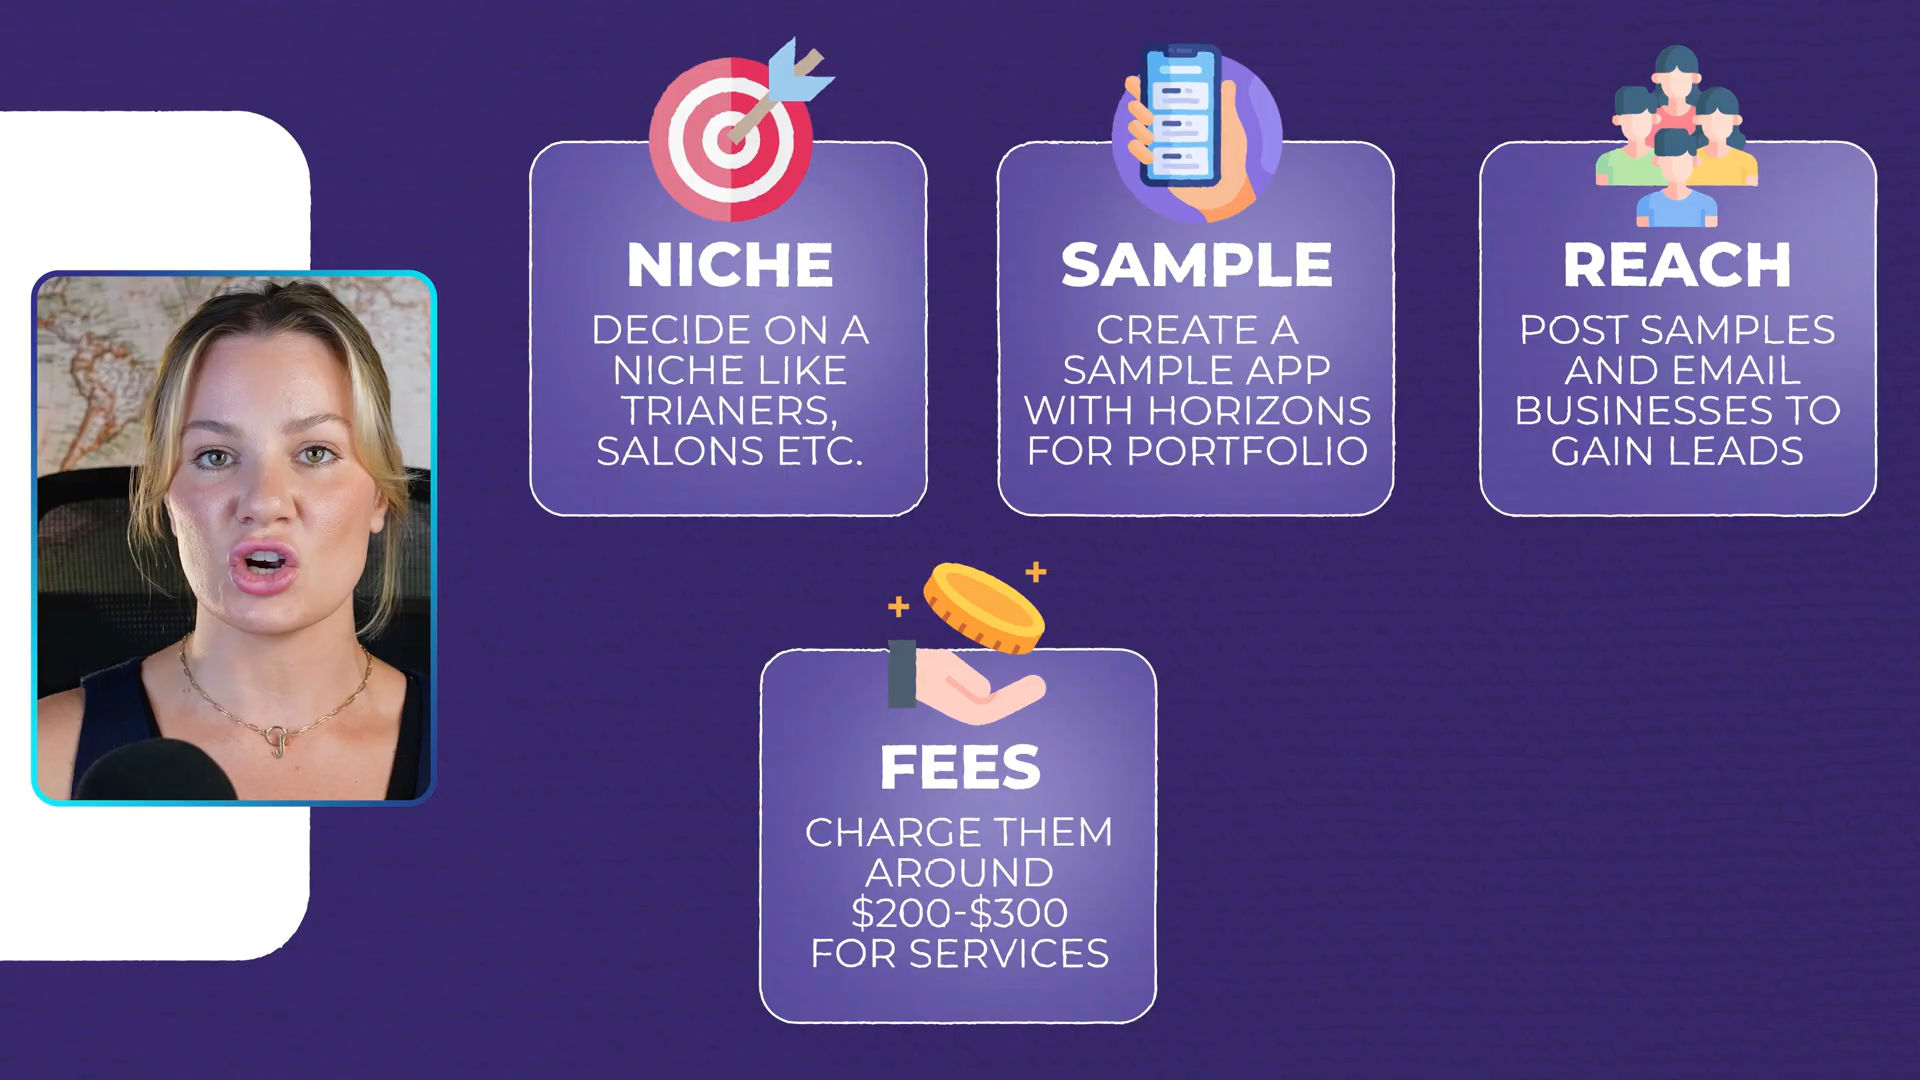 NICHE
DECIDE ON A
NICHE LIKE
TRIANERS,
SALONS ETC.
SAMPLE
CREATE A
SAMPLE APP
WITH HORIZONS
FOR PORTFOLIO
REACH
POST SAMPLES
AND EMAIL
BUSINESSES TO
GAIN LEADS
FEES
CHARGE THEM
AROUND
$200-$300
FOR SERVICES